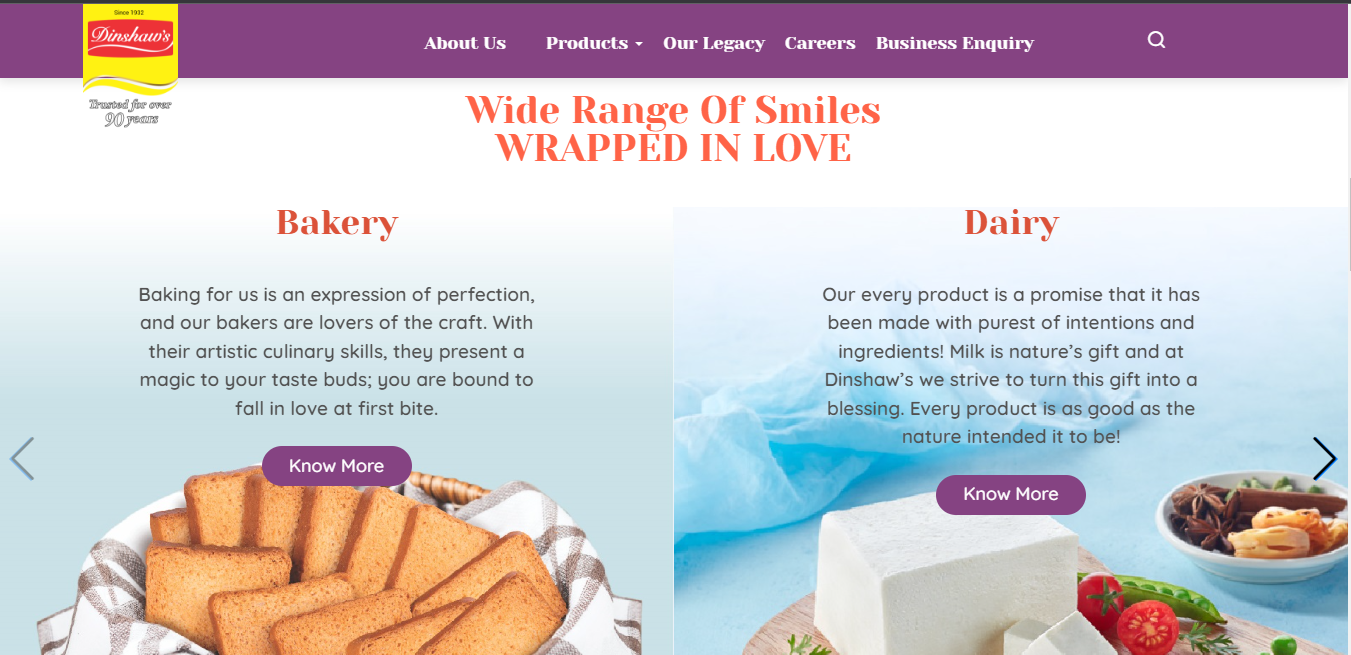 Since 1932
Dinshaw's
Trusted for over
90 years
About Us Products Our Legacy Careers Business Enquiry
Wide Range Of Smiles
WRAPPED IN LOVE
Bakery
Baking for us is an expression of perfection,
and our bakers are lovers of the craft. With
their artistic culinary skills, they present a
magic to your taste buds; you are bound to
fall in love at first bite.
Know More
Dairy
Our every product is a promise that it has
been made with purest of intentions and
ingredients! Milk is nature’s gift and at
Dinshaw’s we strive to turn this gift into a
blessing. Every product is as good as the
nature intended it to be!
Know More